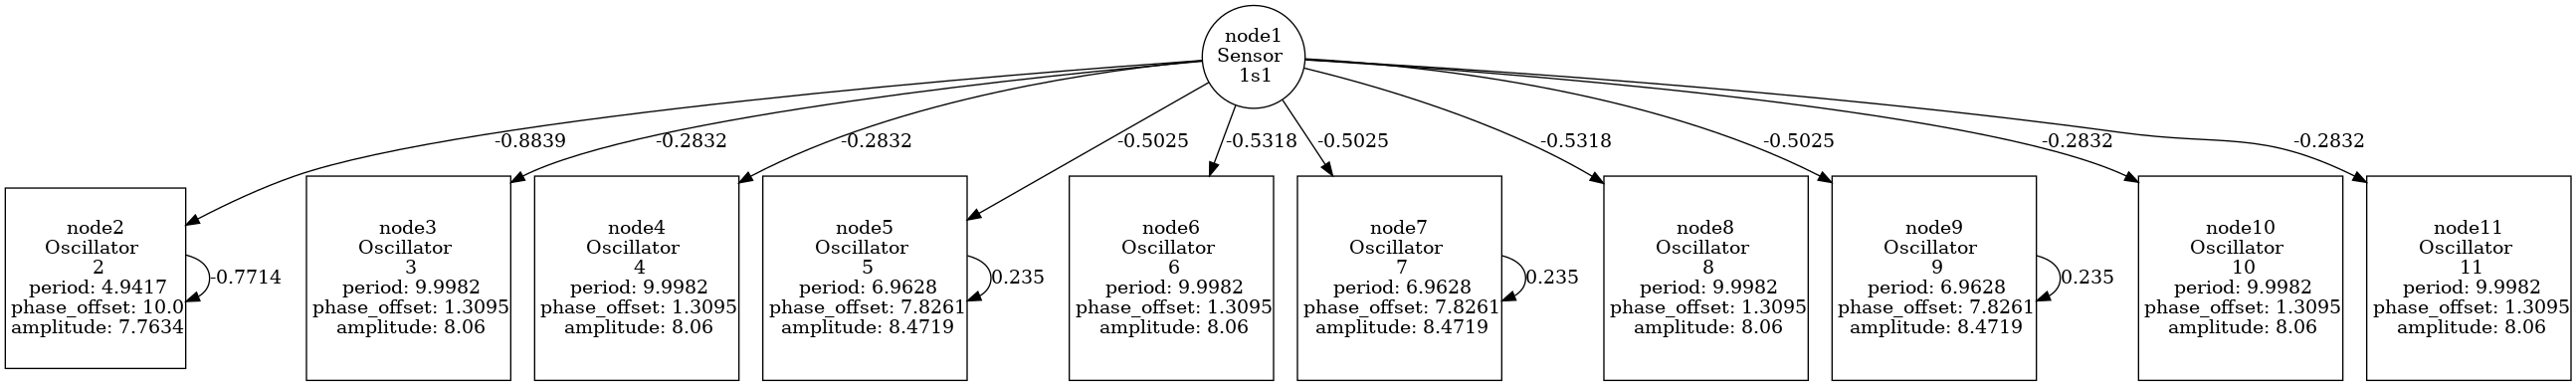 node1
Sensor
1s1
-0.8839
-0.2832
-0.2832
-0.5025
-0.5318
-0.5025
-0.5318
-0.5025
-0.2832
-0.2832
node2
Oscillator
2
period: 4.9417
phase_offset: 10.0
amplitude: 7.7634
-0.7714
node3
Oscillator
3
period: 9.9982
phase_offset: 1.3095
amplitude: 8.06
node4
Oscillator
4
period: 9.9982
phase_offset: 1.3095
amplitude: 8.06
node5
Oscillator
5
period: 6.9628
phase_offset: 7.8261
amplitude: 8.4719
0.235
node6
Oscillator
6
period: 9.9982
phase_offset: 1.3095
amplitude: 8.06
node7
Oscillator
7
period: 6.9628
phase_offset: 7.8261
amplitude: 8.4719
0.235
node8
Oscillator
8
period: 9.9982
phase_offset: 1.3095
amplitude: 8.06
node9
Oscillator
9
period: 6.9628
phase_offset: 7.8261
amplitude: 8.4719
0.235
node10
Oscillator
10
period: 9.9982
phase_offset: 1.3095
amplitude: 8.06
node11
Oscillator
11
period: 9.9982
phase_offset: 1.3095
amplitude: 8.06